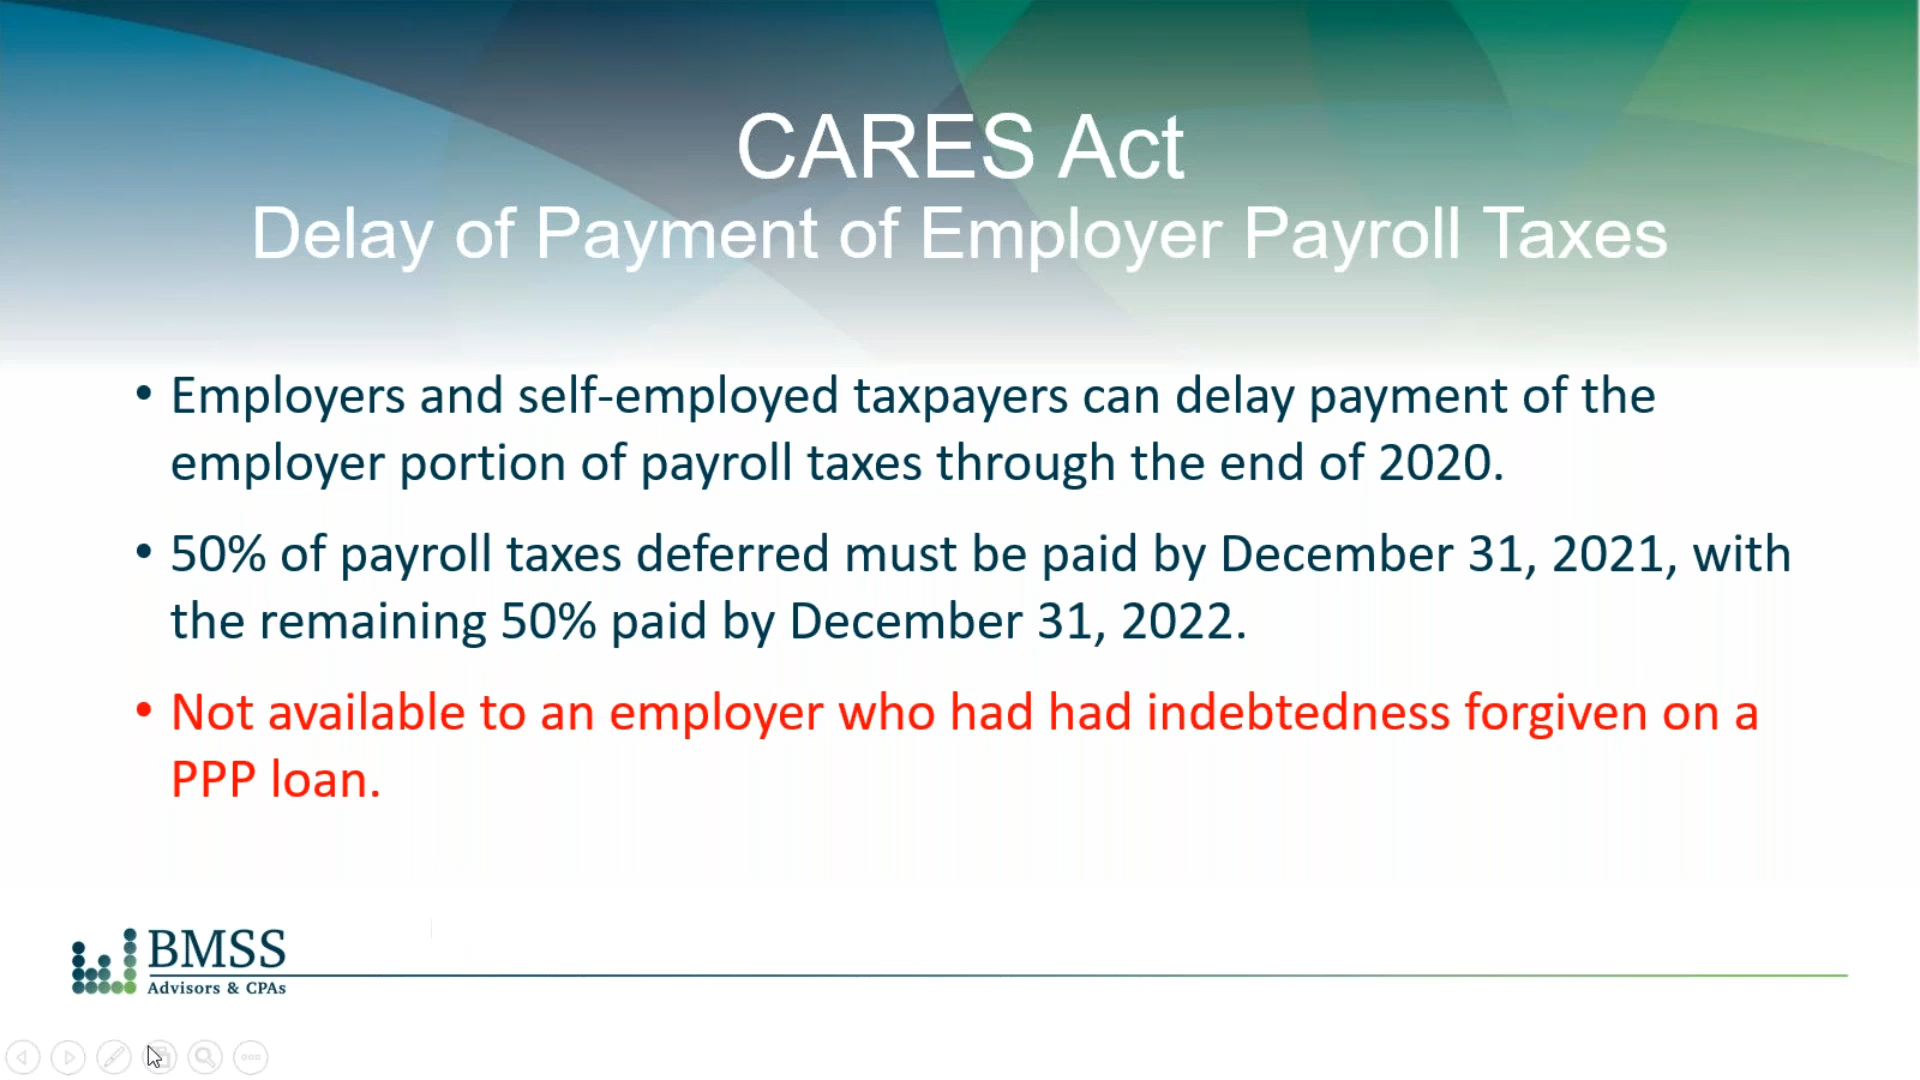 CARES Act
Delay of Payment of Employer Payroll Taxes
• Employers and self-employed taxpayers can delay payment of the
employer portion of payroll taxes through the end of 2020.
• 50% of payroll taxes deferred must be paid by December 31, 2021, with
the remaining 50% paid by December 31, 2022.
• Not available to an employer who had had indebtedness forgiven on a
PPP loan.
BMSS
Advisors & CPAs